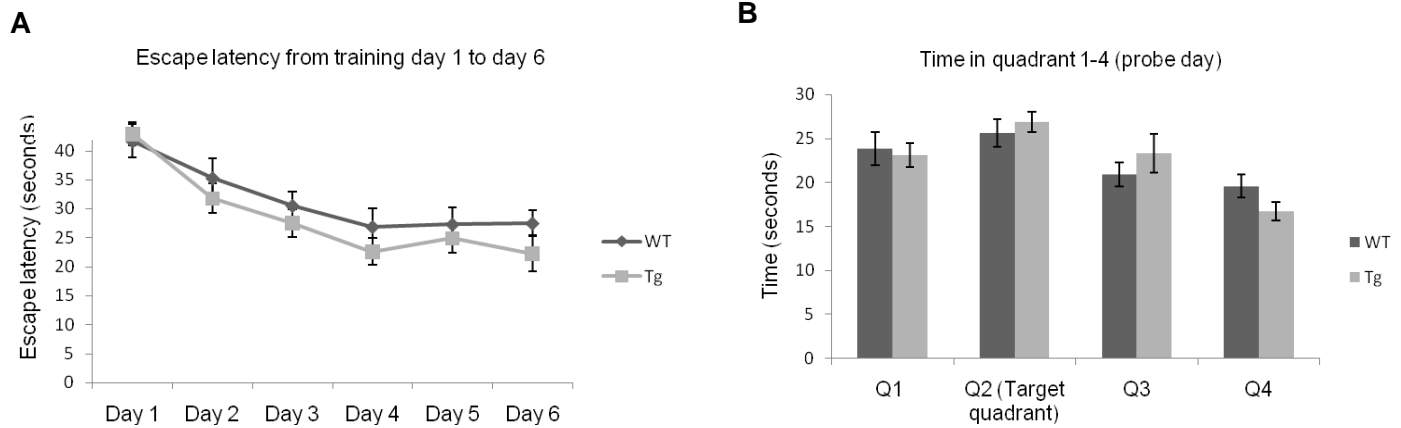 A
Escape latency from training day 1 to day 6
Escape latency (seconds)
40
35
30
25
20
15
10
5
0
Day 1 Day 2 Day 3 Day 4 Day 5 Day 6
WT
Tg
B
Time in quadrant 1-4 (probe day)
Time (seconds)
30
25
20
15
10
5
0
Q1 Q2 (Target Q3 Q4
quadrant)
WT
Tg